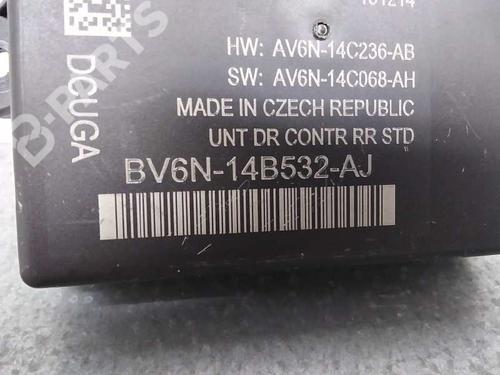 HW: AV6N-14C236-AB
SW: AV6N-14C068-AH
MADE IN CZECH REPUBLIC
UNT DR CONTR RR STD
BV6N-14B532-AJ
DCUGA
B-PARTS